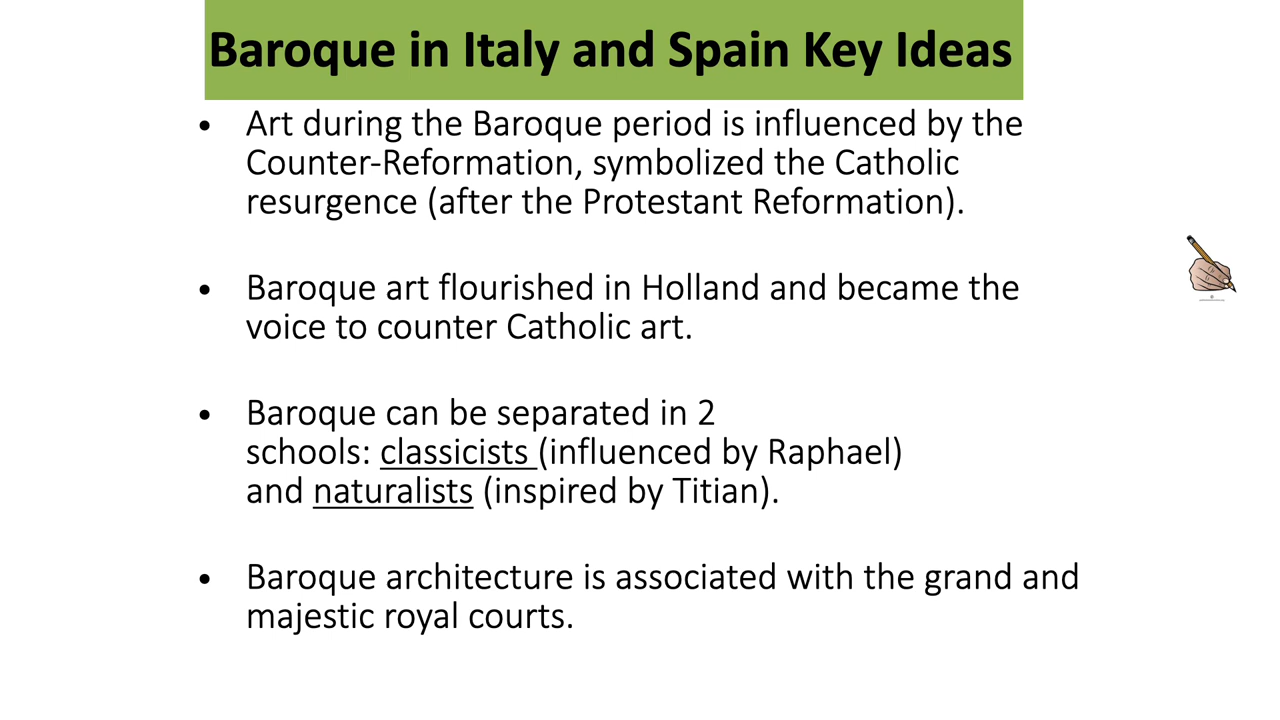 Baroque in Italy and Spain Key Ideas
• Art during the Baroque period is influenced by the
Counter-Reformation, symbolized the Catholic
resurgence (after the Protestant Reformation).
• Baroque art flourished in Holland and became the
voice to counter Catholic art.
• Baroque can be separated in 2
schools: classicists (influenced by Raphael)
and naturalists (inspired by Titian).
• Baroque architecture is associated with the grand and
majestic royal courts.